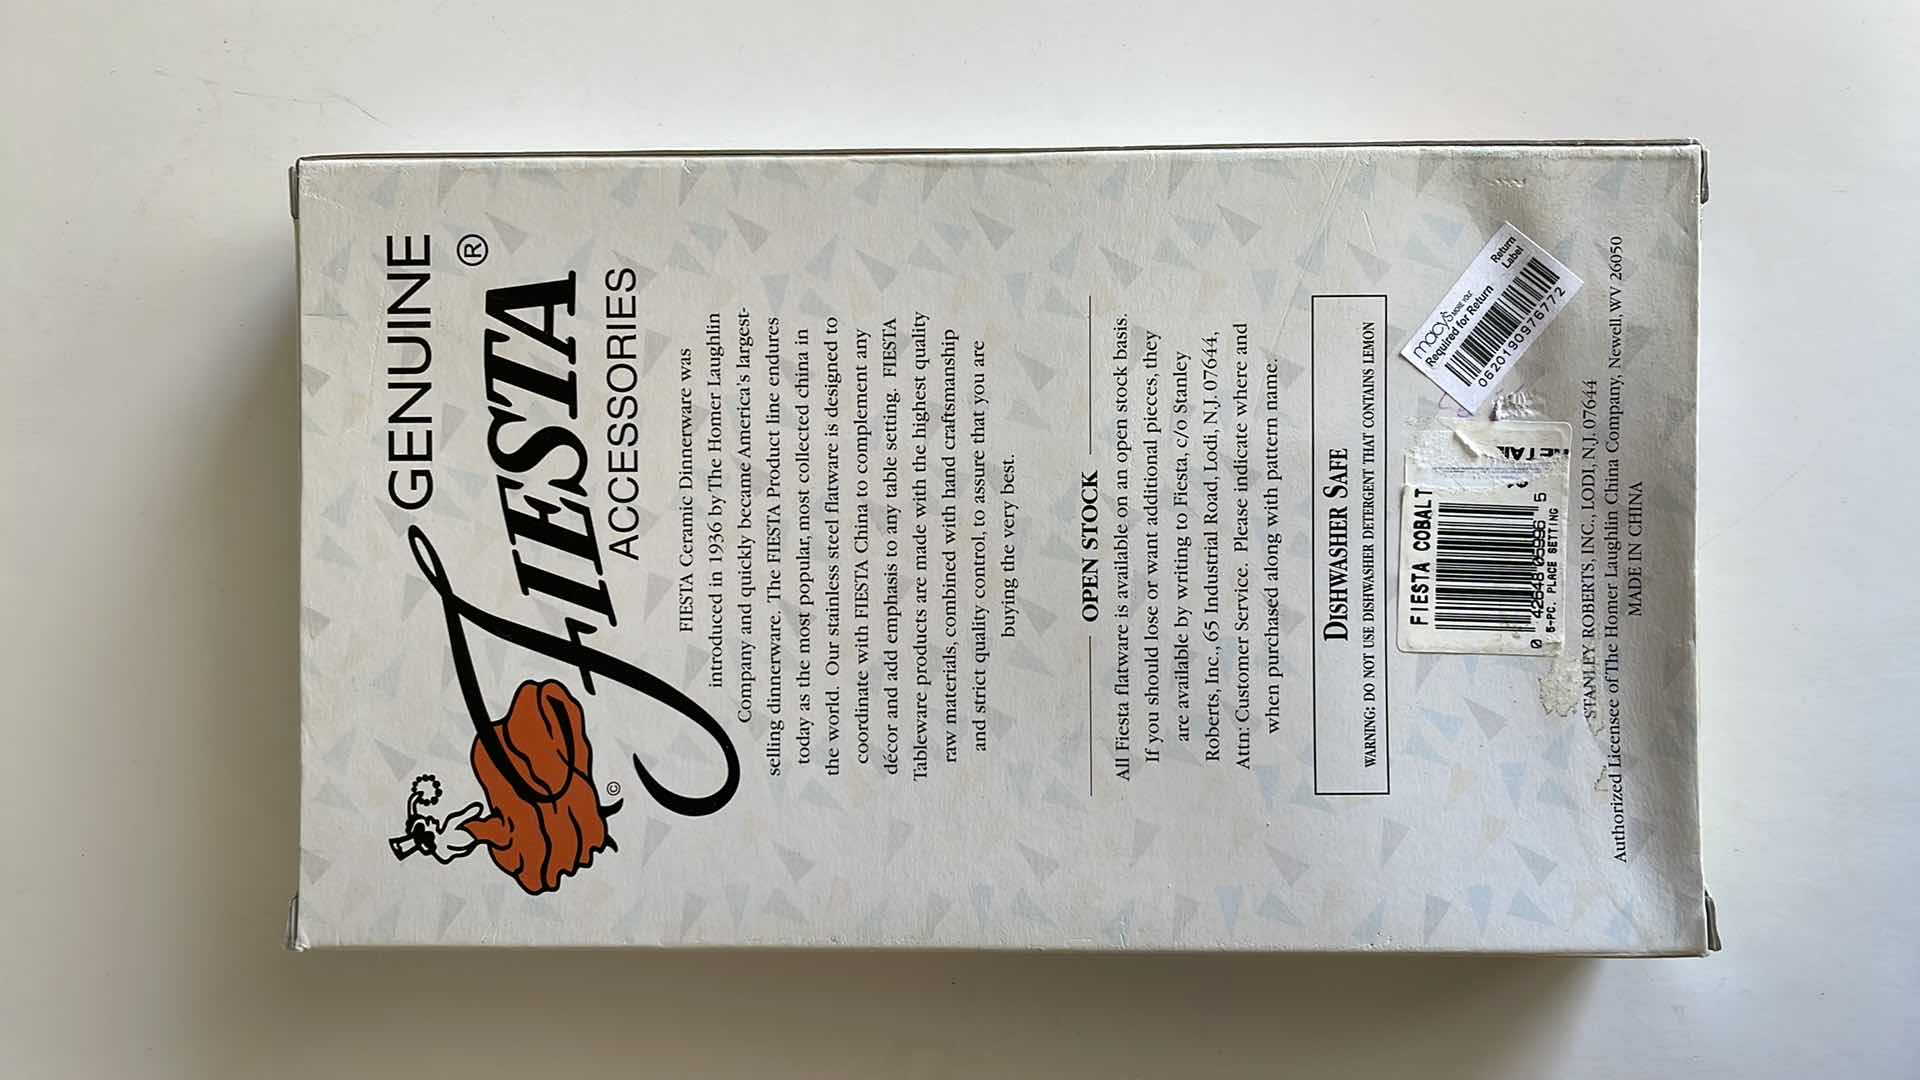 GENUINE
FIESTA®
ACCESSORIES
©
FIESTA Ceramic Dinnerware was
introduced in 1936 by The Homer Laughlin
Company and quickly became America's largest-
selling dinnerware. The FIESTA Product line endures
today as the most popular, most collected china in
the world. Our stainless steel flatware is designed to
coordinate with FIESTA China to complement any
décor and add emphasis to any table setting. FIESTA
Tableware products are made with the highest quality
raw materials, combined with hand craftsmanship
and strict quality control, to assure that you are
buying the very best.
OPEN STOCK
All Fiesta flatware is available on an open stock basis.
If you should lose or want additional pieces, they
are available by writing to Fiesta, c/o Stanley
Roberts, Inc., 65 Industrial Road, Lodi, N.J. 07644,
Attn: Customer Service. Please indicate where and
when purchased along with pattern name.
DISHWASHER SAFE
WARNING: DO NOT USE DISHWASHER DETERGENT THAT CONTAINS LEMON
macy's
Required for Return
Return
Label
0620190976772
FIESTA COBALT
0 42648 05996 5
5-PC. PLACE SETTING
STANLEY ROBERTS, INC., LODI, N.J. 07644
Authorized Licensee of The Homer Laughlin China Company, Newell, WV 26050
MADE IN CHINA